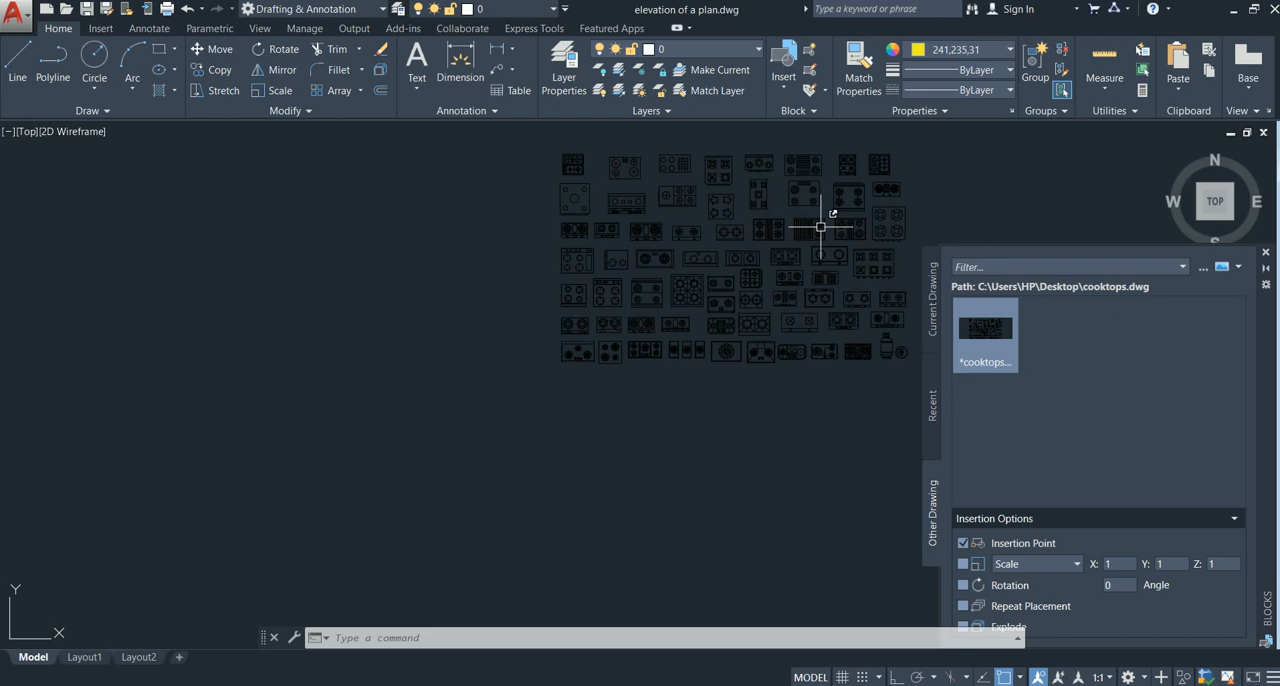 Drafting & Annotation
0
elevation of a plan.dwg
Type a keyword or phrase
Sign In
Home Insert Annotate Parametric View Manage Output Add-ins Collaborate Express Tools Featured Apps
Line Polyline Circle Arc
Move Rotate Trim
Copy Mirror Fillet
Stretch Scale Array
Text Dimension
Table
Layer Properties
0
Make Current
Match Layer
Insert
Match Properties
241,235,31
ByLayer
ByLayer
Group
Measure
Paste
Base
Draw Modify Annotation Layers Block Properties Groups Utilities Clipboard View
[−][Top][2D Wireframe]
N
W TOP E
S
Current Drawing
Recent
Other Drawing
Filter...
...
Path: C:\Users\HP\Desktop\cooktops.dwg
*cooktops...
Insertion Options
Insertion Point
Scale X: 1 Y: 1 Z: 1
Rotation 0 Angle
Repeat Placement
Explode
BLOCKS
Y
X
Type a command
Model Layout1 Layout2 +
MODEL 1:1